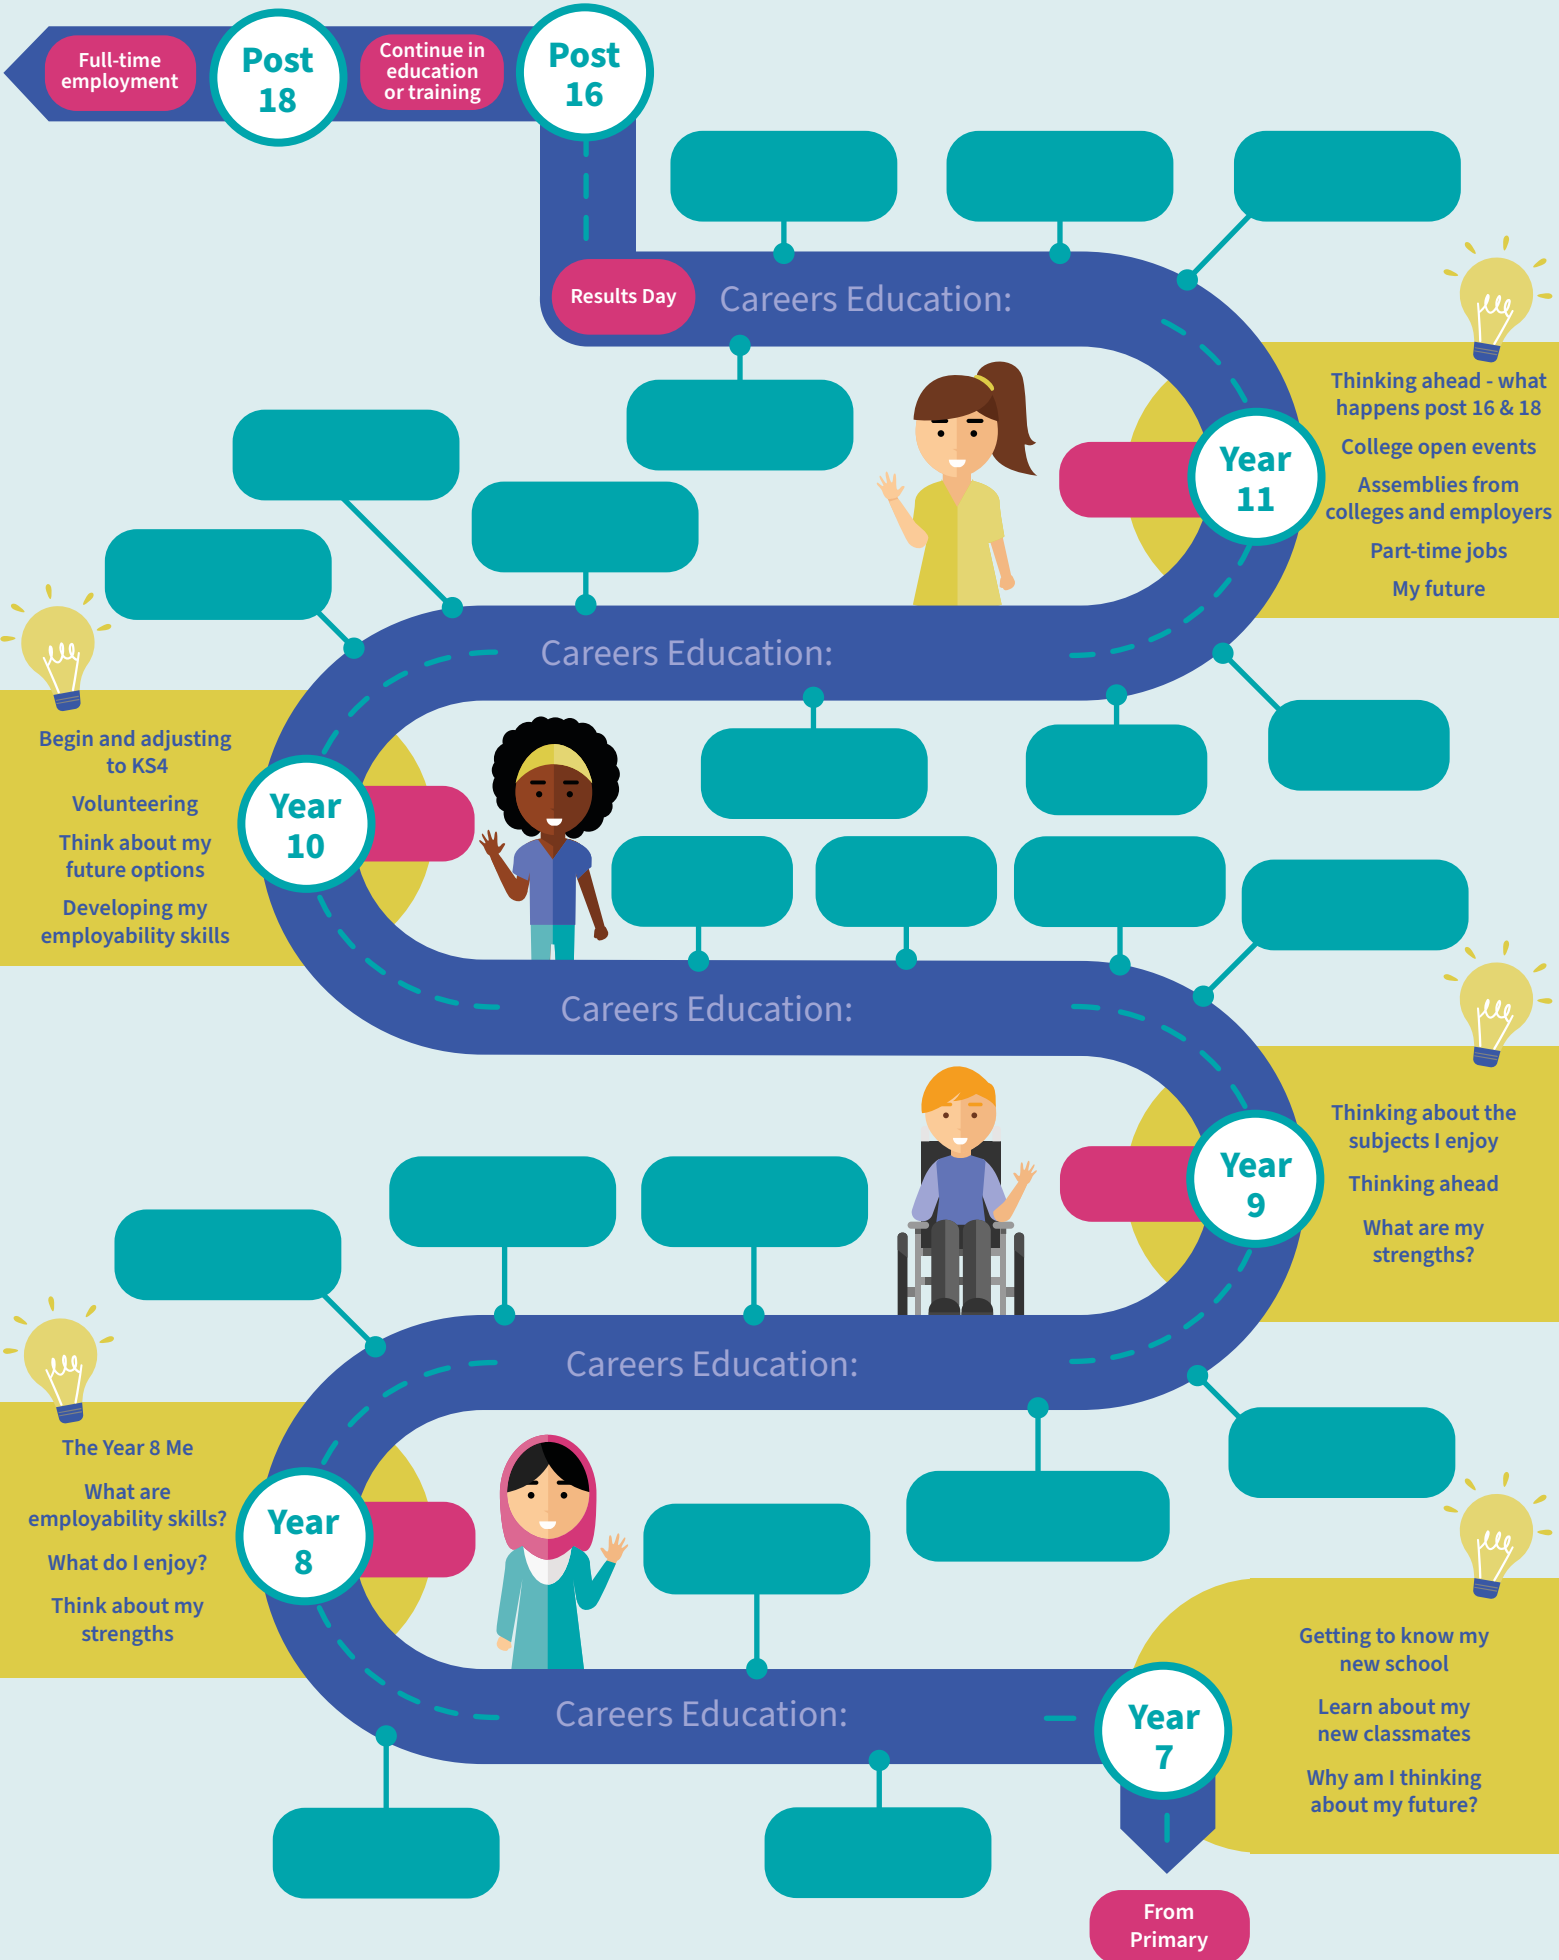 Full-time
employment
Post
18
Continue in
education
or training
Post
16
Results Day
Careers Education:
Thinking ahead - what
happens post 16 & 18
College open events
Assemblies from
colleges and employers
Part-time jobs
My future
Year
11
Careers Education:
Begin and adjusting
to KS4
Volunteering
Think about my
future options
Developing my
employability skills
Year
10
Careers Education:
Year
9
Thinking about the
subjects I enjoy
Thinking ahead
What are my
strengths?
Careers Education:
The Year 8 Me
What are
employability skills?
What do I enjoy?
Think about my
strengths
Year
8
Careers Education:
Year
7
Getting to know my
new school
Learn about my
new classmates
Why am I thinking
about my future?
From
Primary